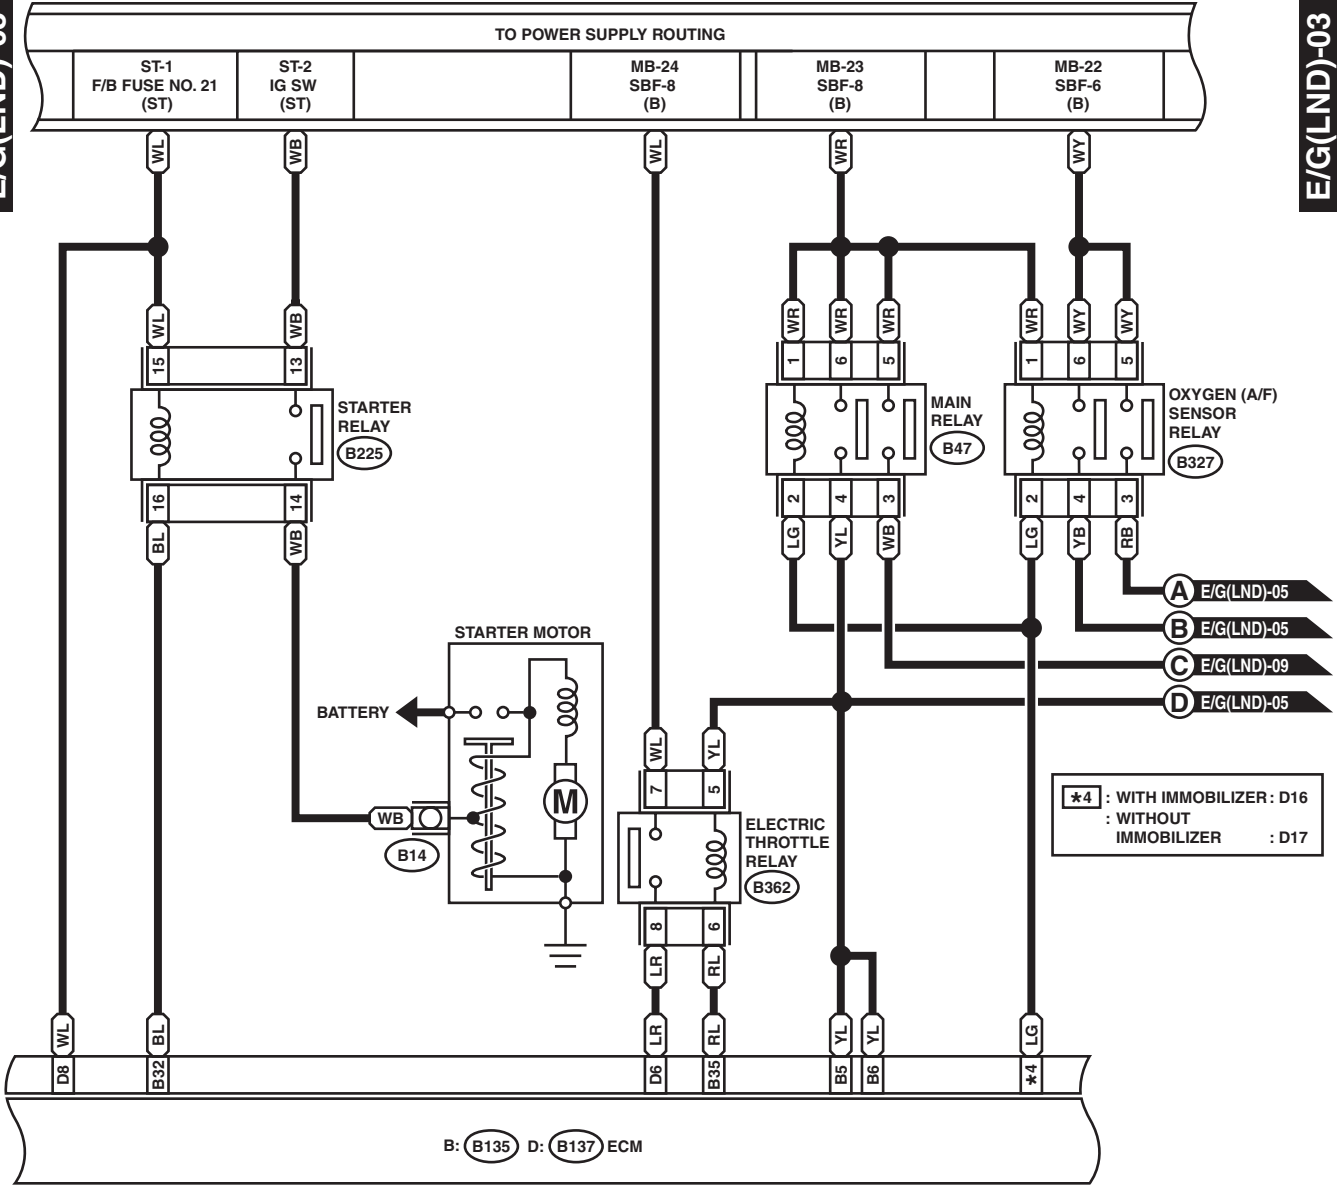 E/G(LND)-03
TO POWER SUPPLY ROUTING
ST-1
F/B FUSE NO. 21
(ST)
ST-2
IG SW
(ST)
MB-24
SBF-8
(B)
MB-23
SBF-8
(B)
MB-22
SBF-6
(B)
WL
WB
WL
WR
WY
WL
WB
WR
WR
WR
WR
WY
WY
15
13
1
6
5
1
6
5
STARTER
RELAY
B225
MAIN
RELAY
B47
OXYGEN (A/F)
SENSOR
RELAY
B327
16
14
2
4
3
2
4
3
BL
WB
LG
YL
WB
LG
YB
RB
A E/G(LND)-05
B E/G(LND)-05
C E/G(LND)-09
D E/G(LND)-05
STARTER MOTOR
BATTERY
M
WB
B14
WL
YL
7
5
ELECTRIC
THROTTLE
RELAY
B362
8
6
LR
RL
*4 : WITH IMMOBILIZER : D16
: WITHOUT
IMMOBILIZER : D17
WL
BL
LR
RL
YL
YL
LG
D8
B32
D6
B35
B5
B6
*4
B: B135 D: B137 ECM